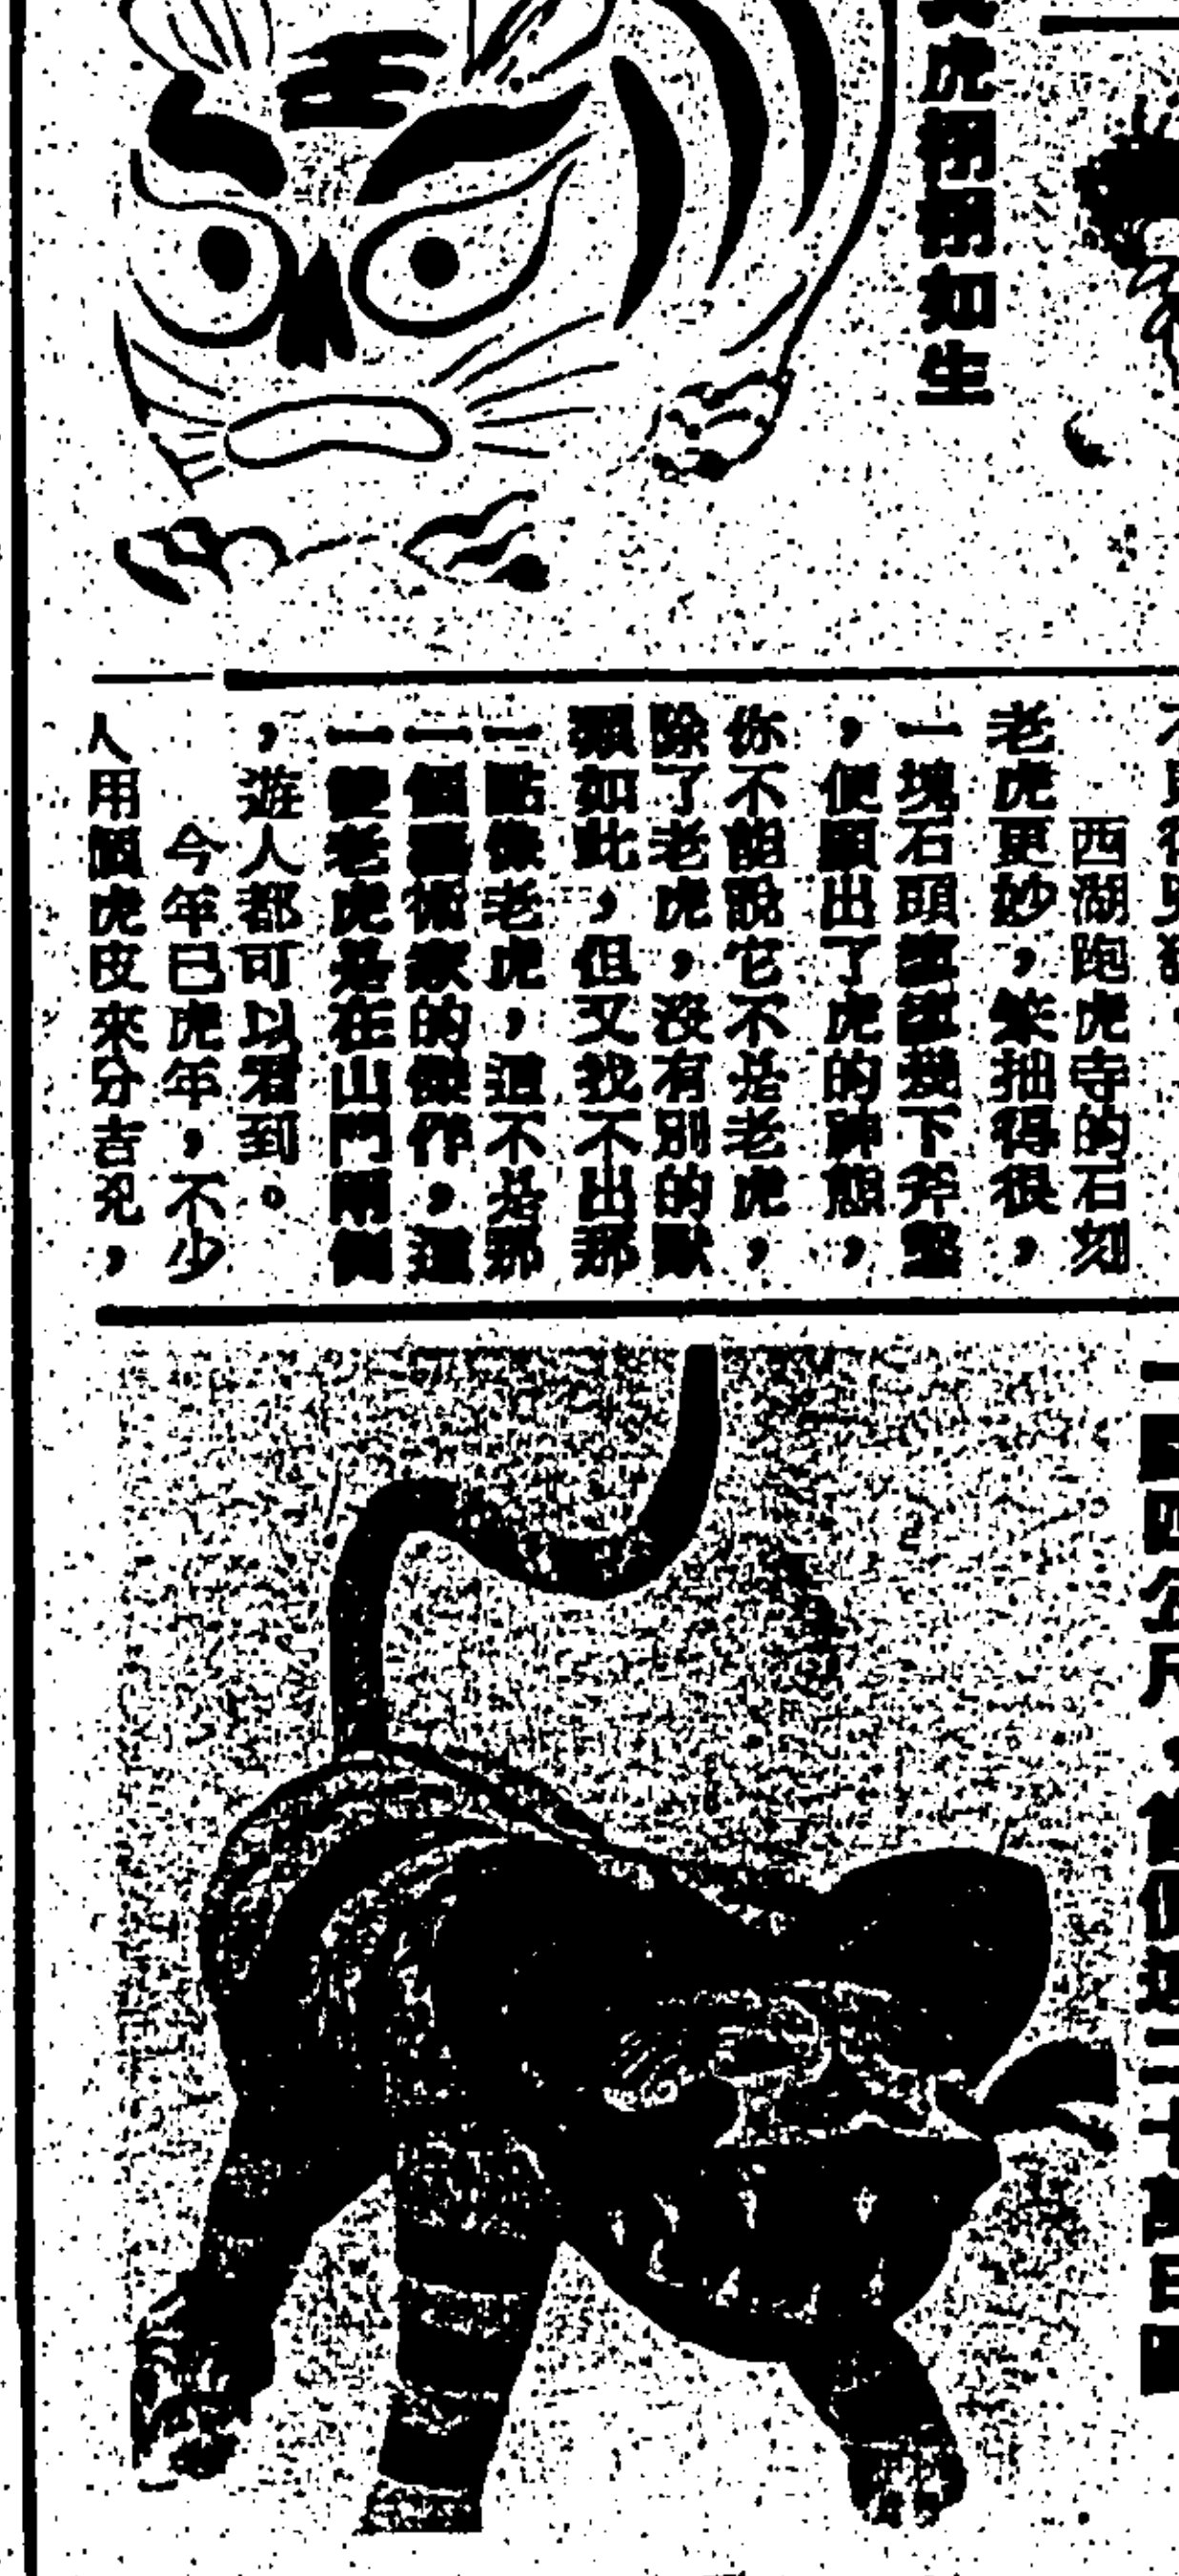 虎栩栩如生
西湖跑虎寺的石刻
老虎更妙，笨拙得很，
一塊石頭鑿鑿幾下斧鑿
，便顯出了虎的神態，
你不能說它不是老虎，
除了老虎，沒有別的獸
類如此，但又找不出那
一點像老虎，這不是那
一個藝術家的傑作，這
一雙老虎是在山門兩側
，遊人都可以看到。
今年已虎年，不少
人用個虎皮來分吉兇，
四公尺